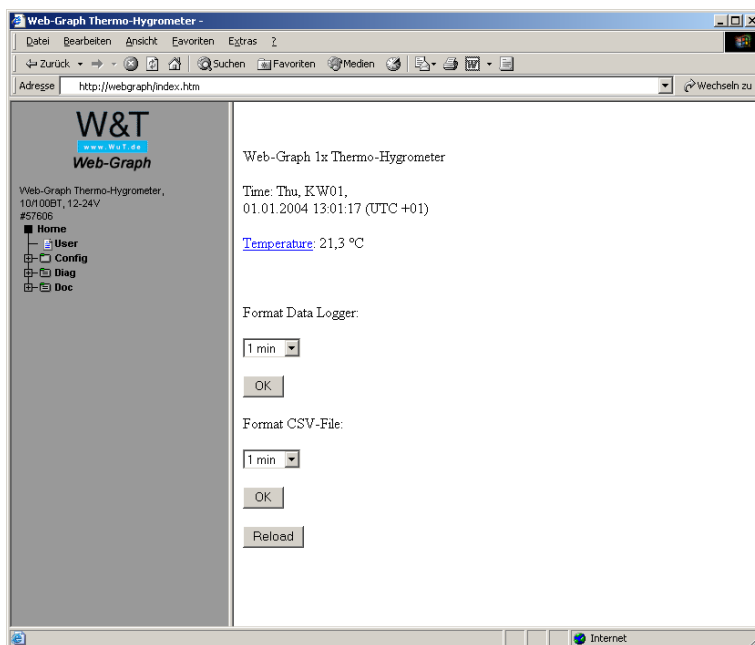 Web-Graph Thermo-Hygrometer -
Datei Bearbeiten Ansicht Favoriten Extras ?
Zurück Suchen Favoriten Medien
Adresse http://webgraph/index.htm Wechseln zu
W&T
www.WuT.de
Web-Graph
Web-Graph Thermo-Hygrometer,
10/100BT, 12-24V
#57606
Home
User
Config
Diag
Doc
Web-Graph 1x Thermo-Hygrometer
Time: Thu, KW01,
01.01.2004 13:01:17 (UTC +01)
Temperature: 21,3 °C
Format Data Logger:
1 min
OK
Format CSV-File:
1 min
OK
Reload
Internet